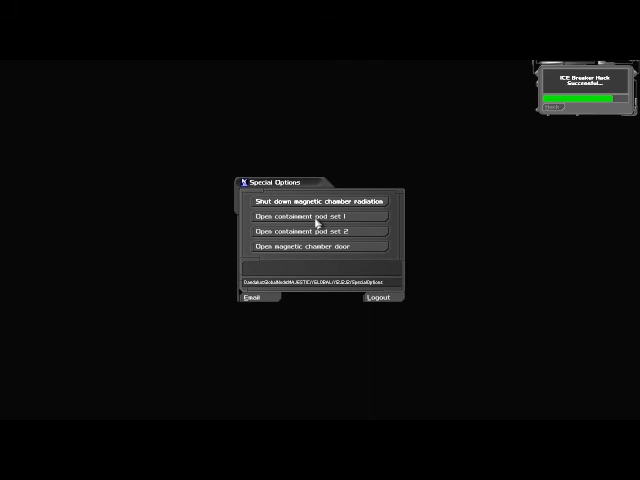 ICE Breaker Hack
Successful...
Hack
Special Options
Shut down magnetic chamber radiation
Open containment pod set 1
Open containment pod set 2
Open magnetic chamber door
Email
Logout